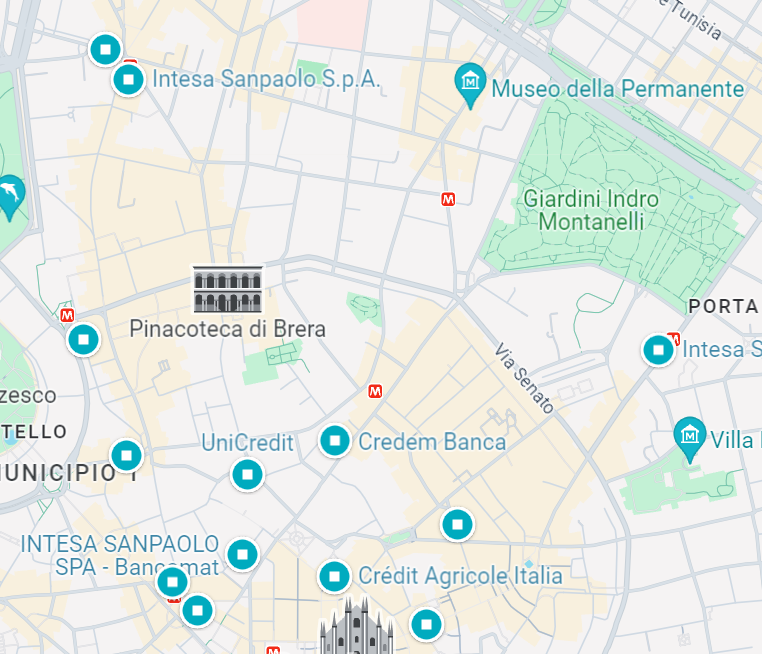 e Tunisia
Intesa Sanpaolo S.p.A.
M
Museo della Permanente
M
Giardini Indro
Montanelli
PORTA
M
Pinacoteca di Brera
M
Intesa S
Via Senato
zesco
M
TELLO
UniCredit
Credem Banca
Villa
MUNICIPIO 1
INTESA SANPAOLO
SPA - Bancomat
Crédit Agricole Italia
M